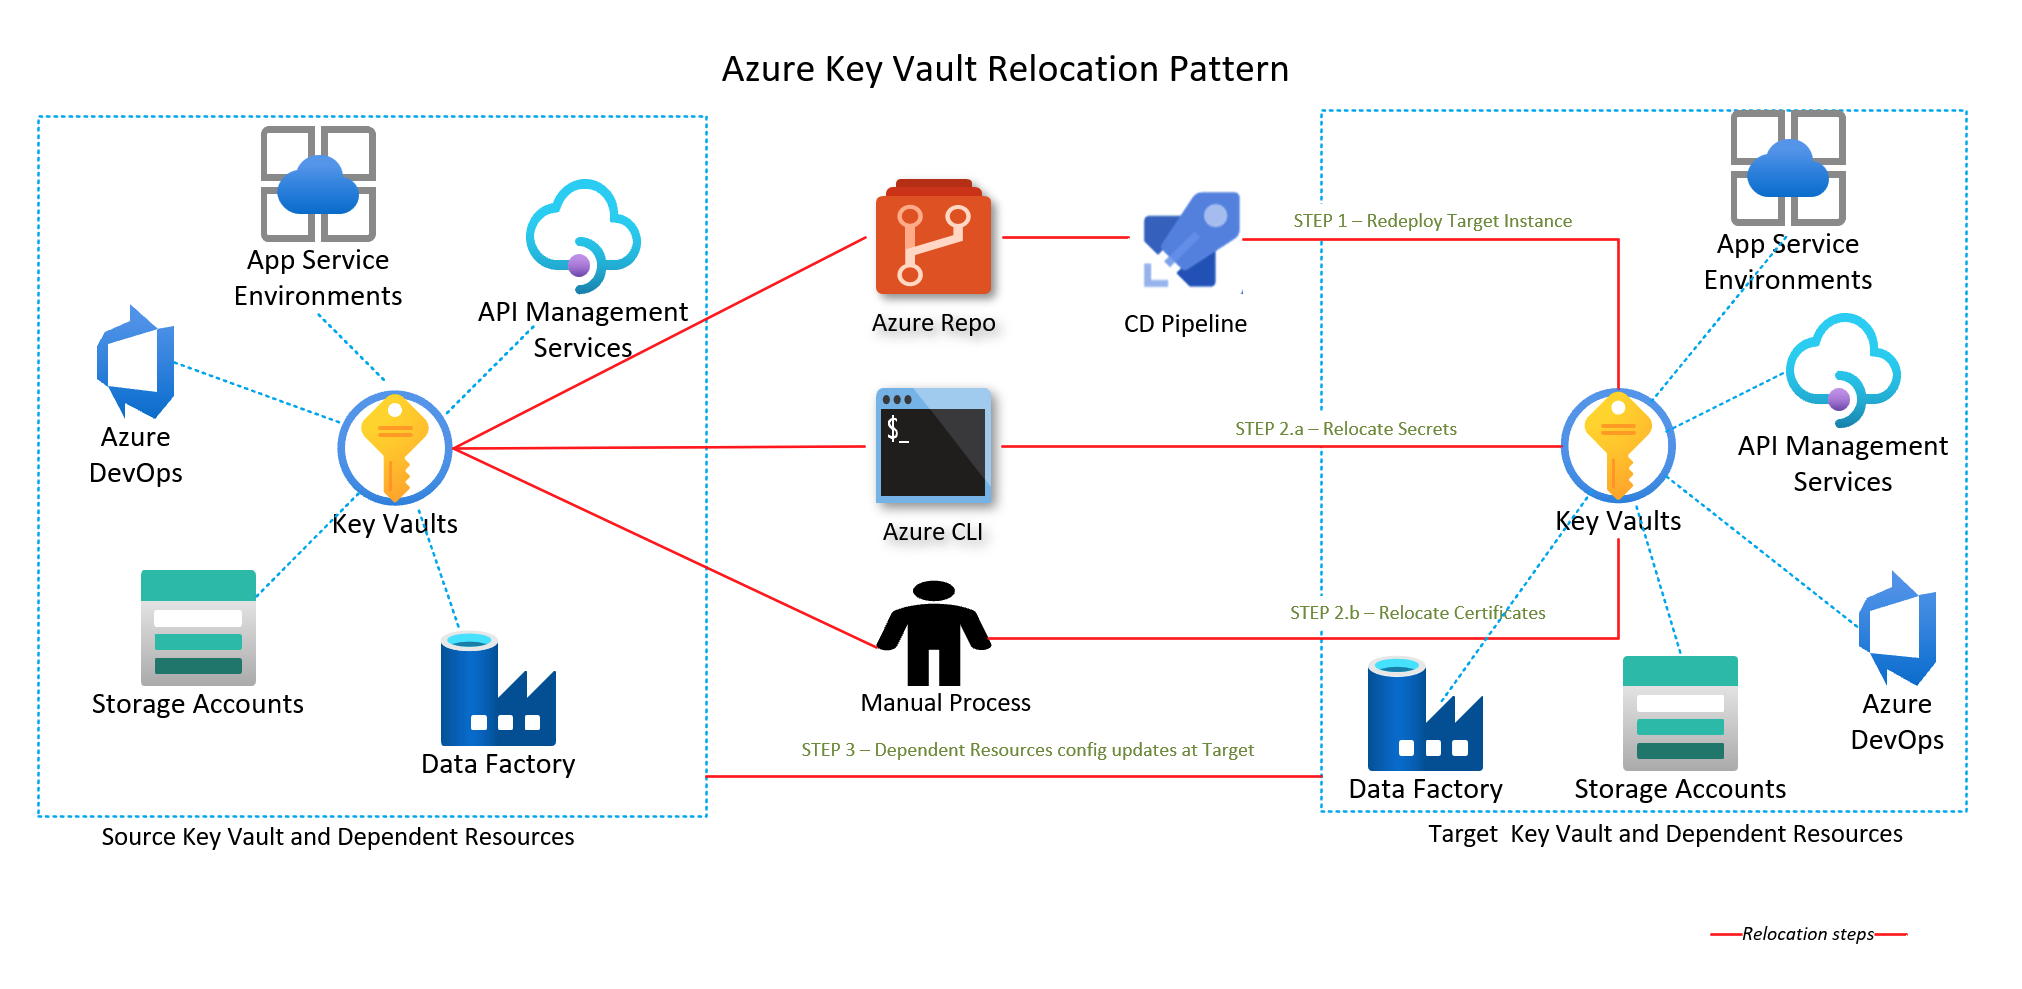 Azure Key Vault Relocation Pattern
App Service
Environments
API Management
Services
Azure
DevOps
Key Vaults
Storage Accounts
Data Factory
Source Key Vault and Dependent Resources
Azure Repo
CD Pipeline
STEP 1 – Redeploy Target Instance
$_
Azure CLI
STEP 2.a – Relocate Secrets
Manual Process
STEP 2.b – Relocate Certificates
STEP 3 – Dependent Resources config updates at Target
App Service
Environments
API Management
Services
Key Vaults
Azure
DevOps
Data Factory
Storage Accounts
Target  Key Vault and Dependent Resources
Relocation steps